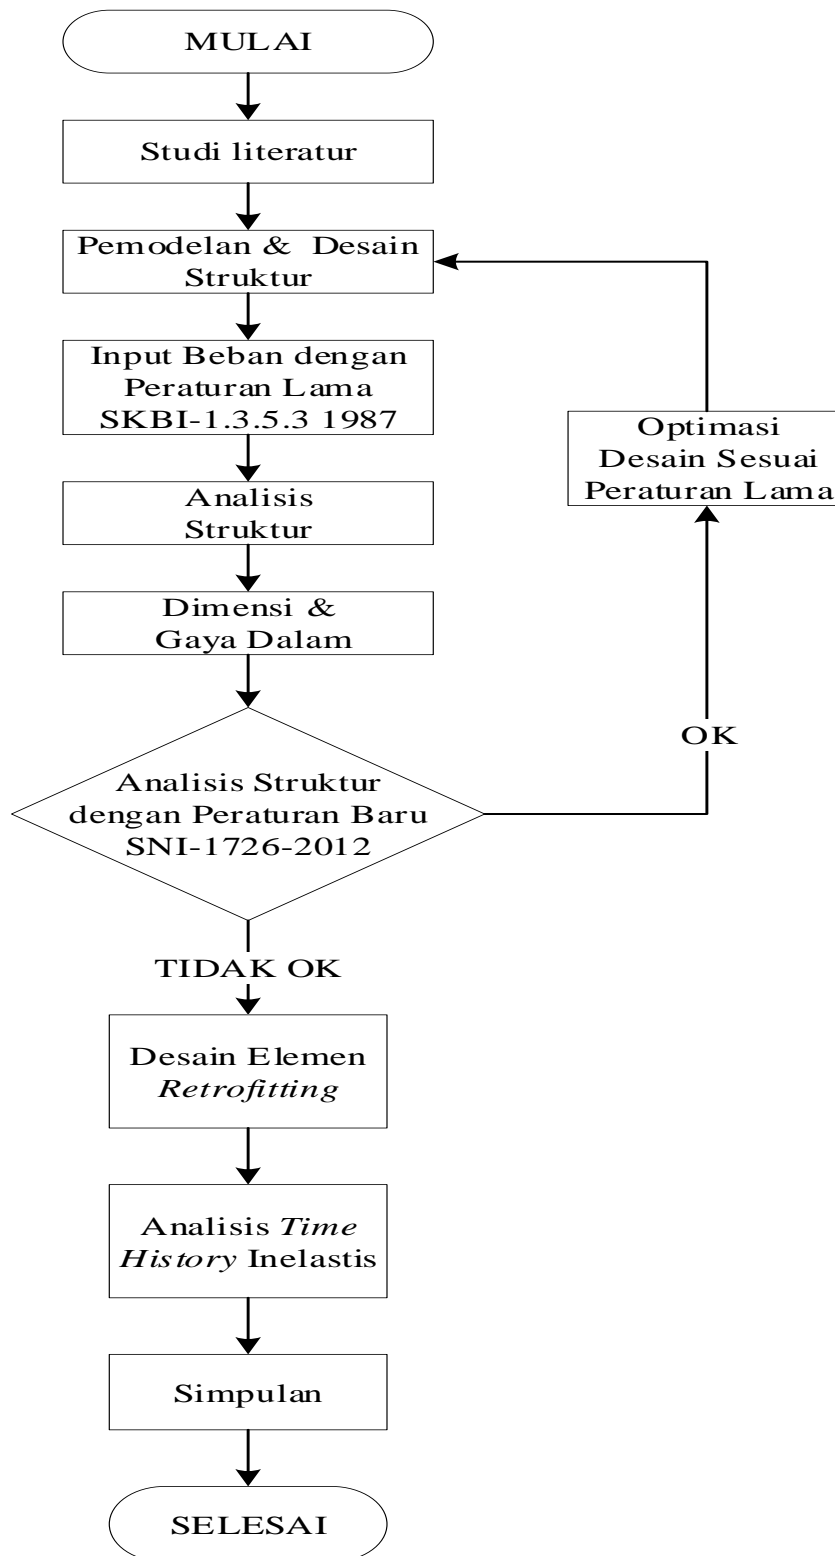 MULAI
Studi literatur
Pemodelan & Desain
Struktur
Input Beban dengan
Peraturan Lama
SKBI-1.3.5.3 1987
Analisis
Struktur
Dimensi &
Gaya Dalam
Analisis Struktur
dengan Peraturan Baru
SNI-1726-2012
OK
Optimasi
Desain Sesuai
Peraturan Lama
TIDAK OK
Desain Elemen
Retrofitting
Analisis Time
History Inelastis
Simpulan
SELESAI